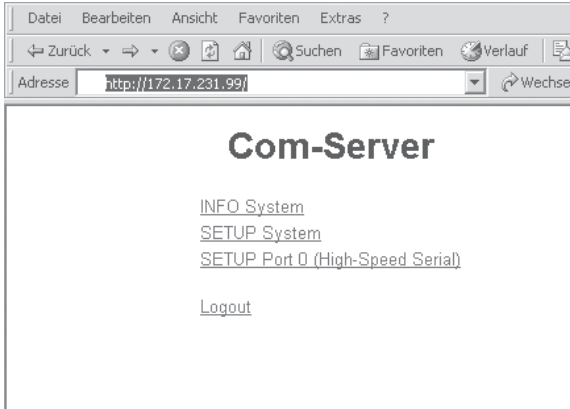 Datei Bearbeiten Ansicht Favoriten Extras ?
Zurück Suchen Favoriten Verlauf
Adresse http://172.17.231.99/ Wechse
Com-Server
INFO System
SETUP System
SETUP Port 0 (High-Speed Serial)
Logout